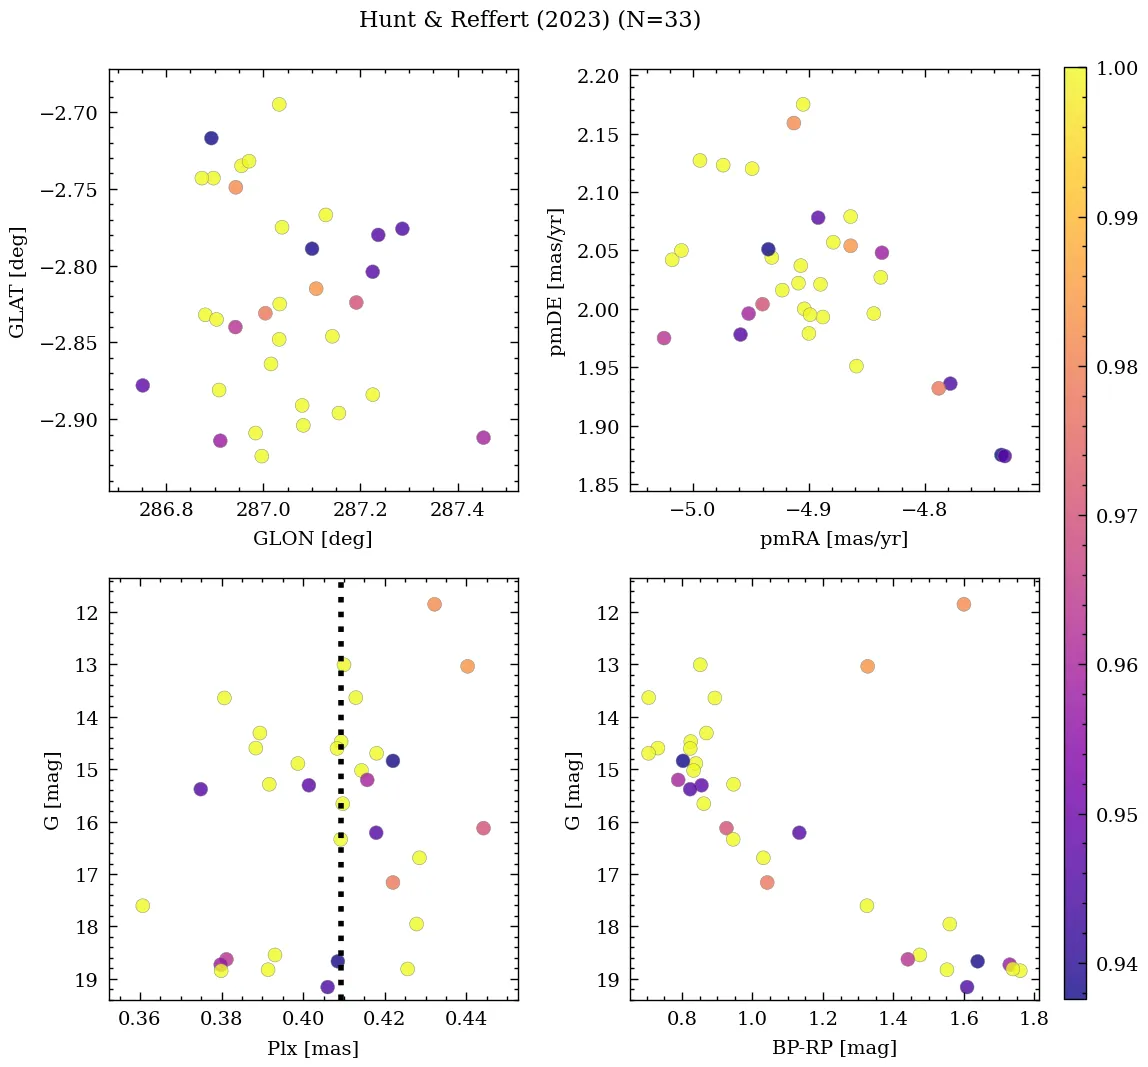 Hunt & Reffert (2023) (N=33)
−2.70
−2.75
−2.80
−2.85
−2.90
GLAT [deg]
286.8 287.0 287.2 287.4
GLON [deg]
2.20
2.15
2.10
2.05
2.00
1.95
1.90
1.85
pmDE [mas/yr]
−5.0 −4.9 −4.8
pmRA [mas/yr]
12
13
14
15
16
17
18
19
G [mag]
0.36 0.38 0.40 0.42 0.44
Plx [mas]
12
13
14
15
16
17
18
19
G [mag]
0.8 1.0 1.2 1.4 1.6 1.8
BP-RP [mag]
1.00
0.99
0.98
0.97
0.96
0.95
0.94